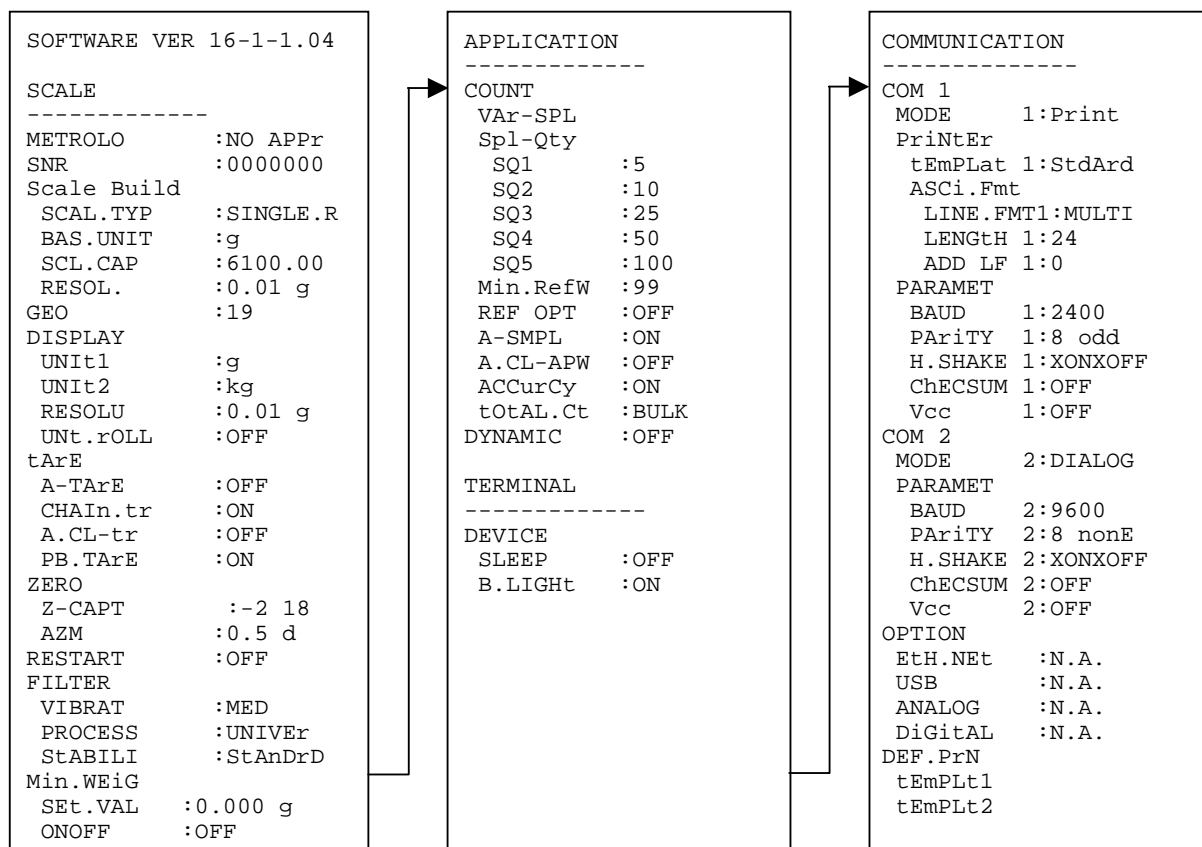 SOFTWARE VER 16-1-1.04
SCALE
-------------
METROLO :NO APPr
SNR :0000000
Scale Build
SCAL.TYP :SINGLE.R
BAS.UNIT :g
SCL.CAP :6100.00
RESOL. :0.01 g
GEO :19
DISPLAY
UNIt1 :g
UNIt2 :kg
RESOLU :0.01 g
UNt.rOLL :OFF
tArE
A-TArE :OFF
CHAIn.tr :ON
A.CL-tr :OFF
PB.TArE :ON
ZERO
Z-CAPT :-2 18
AZM :0.5 d
RESTART :OFF
FILTER
VIBRAT :MED
PROCESS :UNIVEr
StABILI :StAnDrD
Min.WEiG
SEt.VAL :0.000 g
ONOFF :OFF
APPLICATION
-------------
COUNT
VAr-SPL
Spl-Qty
SQ1 :5
SQ2 :10
SQ3 :25
SQ4 :50
SQ5 :100
Min.RefW :99
REF OPT :OFF
A-SMPL :ON
A.CL-APW :OFF
ACCurCy :ON
tOtAL.Ct :BULK
DYNAMIC :OFF
TERMINAL
-------------
DEVICE
SLEEP :OFF
B.LIGHt :ON
COMMUNICATION
--------------
COM 1
MODE 1:Print
PriNtEr
tEmPLat 1:StdArd
ASCi.Fmt
LINE.FMT1:MULTI
LENGtH 1:24
ADD LF 1:0
PARAMET
BAUD 1:2400
PAriTY 1:8 odd
H.SHAKE 1:XONXOFF
ChECSUM 1:OFF
Vcc 1:OFF
COM 2
MODE 2:DIALOG
PARAMET
BAUD 2:9600
PAriTY 2:8 nonE
H.SHAKE 2:XONXOFF
ChECSUM 2:OFF
Vcc 2:OFF
OPTION
EtH.NEt :N.A.
USB :N.A.
ANALOG :N.A.
DiGitAL :N.A.
DEF.PrN
tEmPLt1
tEmPLt2